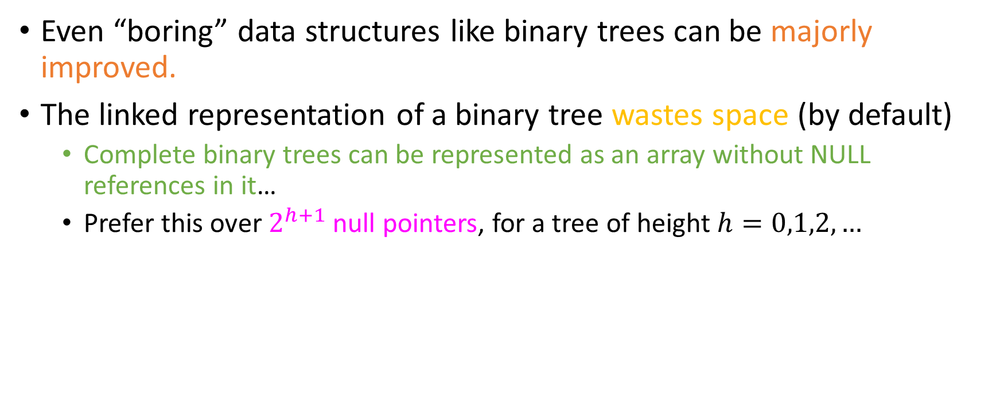 • Even “boring” data structures like binary trees can be majorly
improved.
• The linked representation of a binary tree wastes space (by default)
• Complete binary trees can be represented as an array without NULL
references in it…
• Prefer this over 2^{h+1} null pointers, for a tree of height h = 0,1,2, …